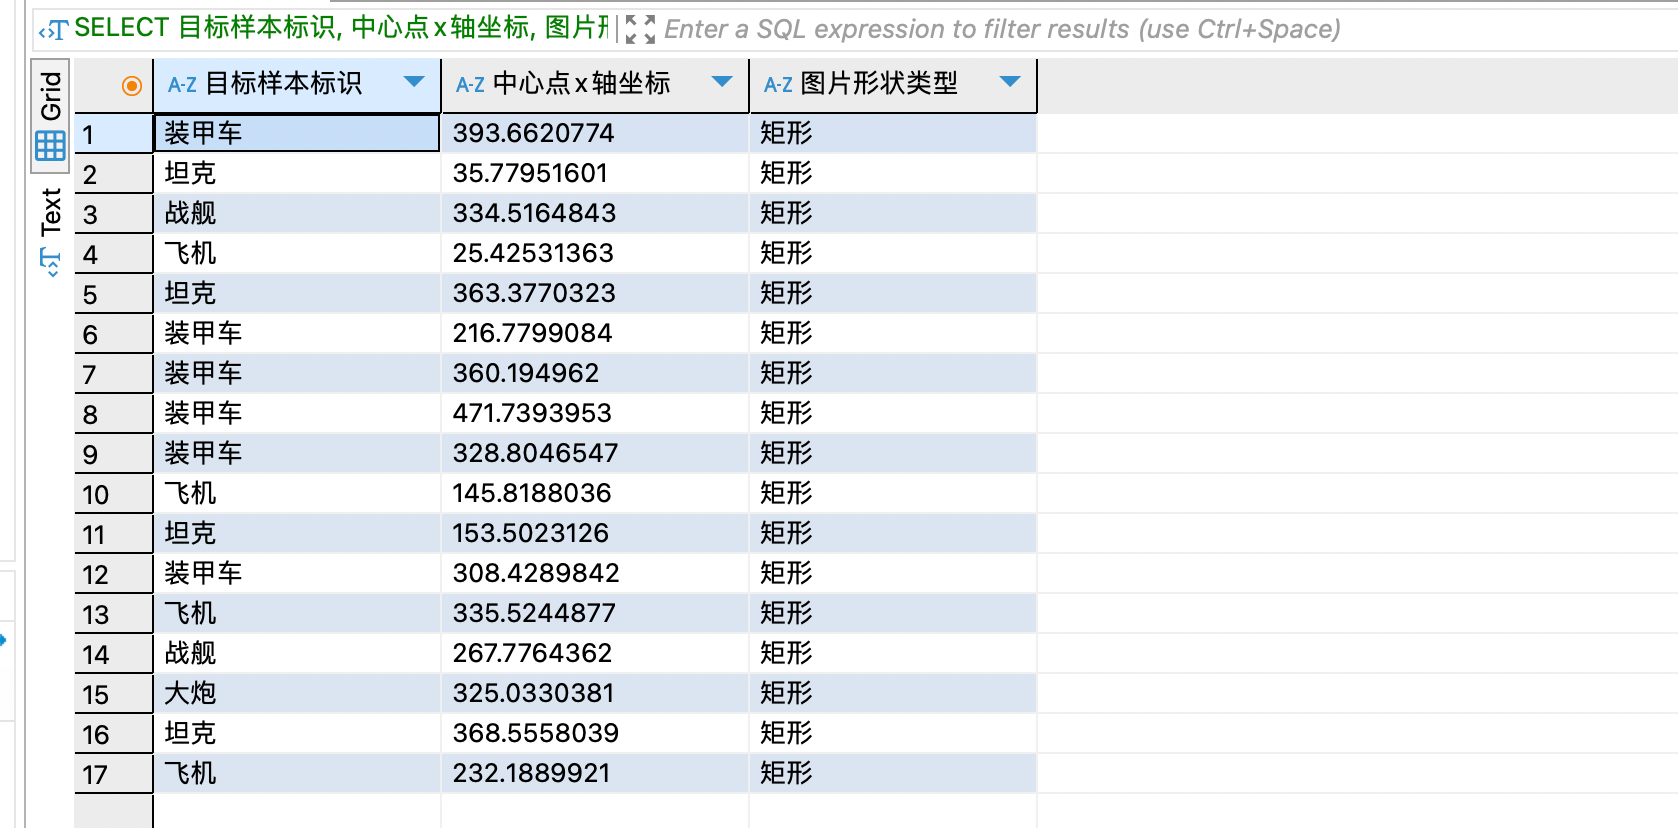 SELECT 目标样本标识, 中心点x轴坐标, 图片
Enter a SQL expression to filter results (use Ctrl+Space)
Grid
Text
A-Z 目标样本标识 A-Z 中心点x轴坐标 A-Z 图片形状类型
1 装甲车 393.6620774 矩形
2 坦克 35.77951601 矩形
3 战舰 334.5164843 矩形
4 飞机 25.42531363 矩形
5 坦克 363.3770323 矩形
6 装甲车 216.7799084 矩形
7 装甲车 360.194962 矩形
8 装甲车 471.7393953 矩形
9 装甲车 328.8046547 矩形
10 飞机 145.8188036 矩形
11 坦克 153.5023126 矩形
12 装甲车 308.4289842 矩形
13 飞机 335.5244877 矩形
14 战舰 267.7764362 矩形
15 大炮 325.0330381 矩形
16 坦克 368.5558039 矩形
17 飞机 232.1889921 矩形